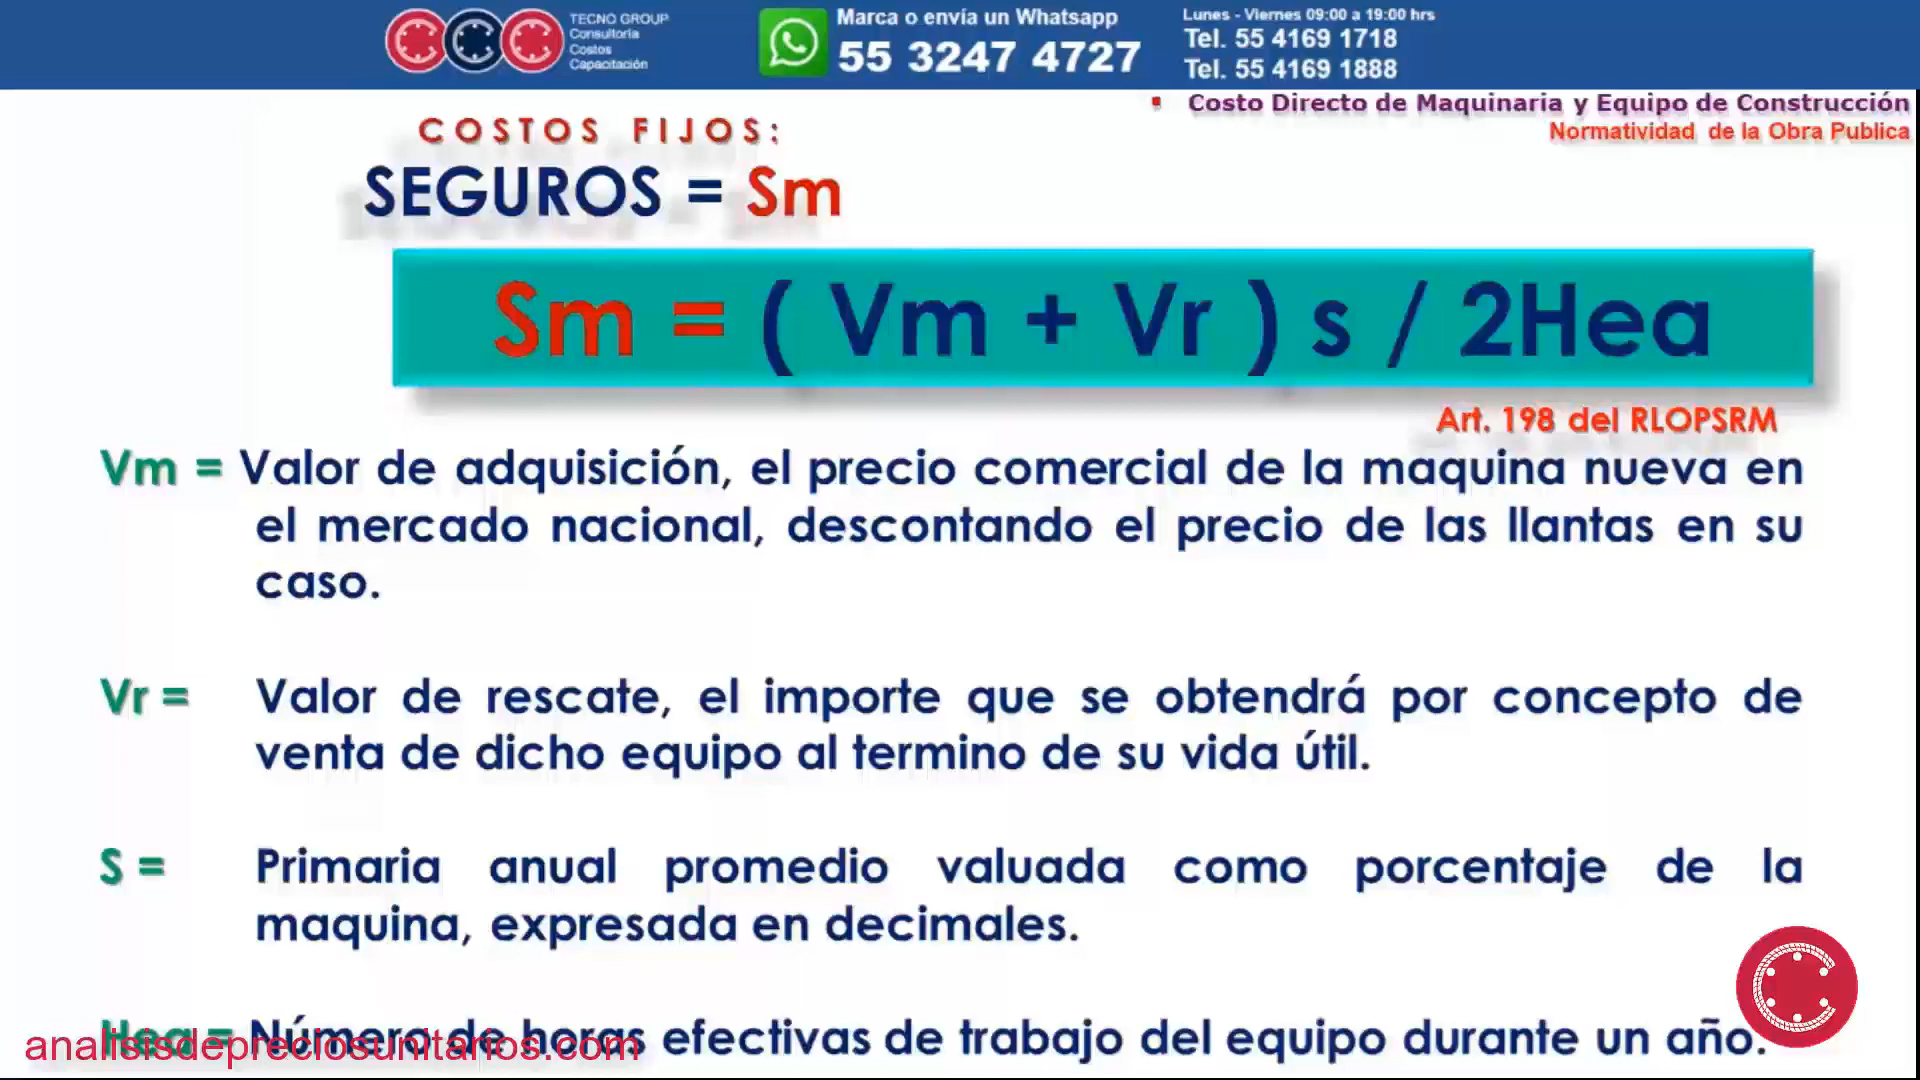 TECNO GROUP
Consultoría
Costos
Capacitación
Marca o envía un Whatsapp
55 3247 4727
Lunes - Viernes 09:00 a 19:00 hrs
Tel. 55 4169 1718
Tel. 55 4169 1888
▪ Costo Directo de Maquinaria y Equipo de Construcción
Normatividad de la Obra Publica
COSTOS FIJOS:
SEGUROS = Sm
Sm = ( Vm + Vr ) s / 2Hea
Art. 198 del RLOPSRM
Vm = Valor de adquisición, el precio comercial de la maquina nueva en
el mercado nacional, descontando el precio de las llantas en su
caso.
Vr = Valor de rescate, el importe que se obtendrá por concepto de
venta de dicho equipo al termino de su vida útil.
S = Primaria anual promedio valuada como porcentaje de la
maquina, expresada en decimales.
Hea = Número de horas efectivas de trabajo del equipo durante un año.
analisisdepreciosunitarios.com